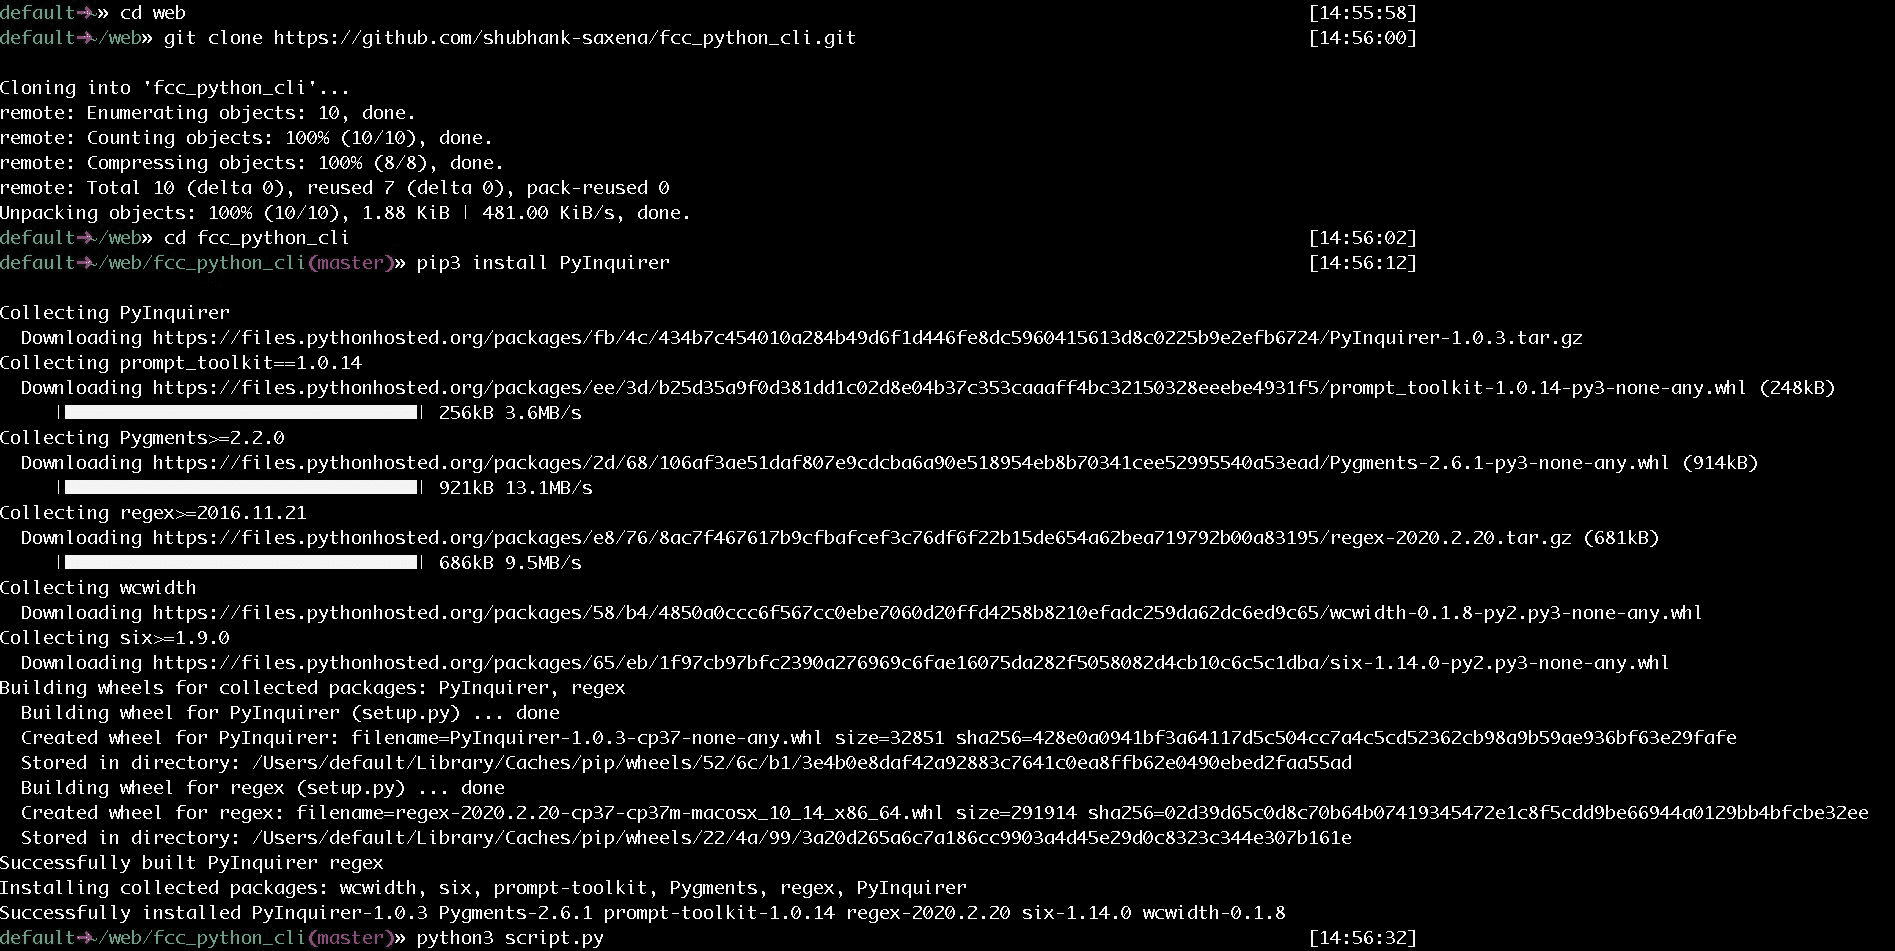 default→~» cd web [14:55:58]
default→~/web» git clone https://github.com/shubhank-saxena/fcc_python_cli.git [14:56:00]
Cloning into 'fcc_python_cli'...
remote: Enumerating objects: 10, done.
remote: Counting objects: 100% (10/10), done.
remote: Compressing objects: 100% (8/8), done.
remote: Total 10 (delta 0), reused 7 (delta 0), pack-reused 0
Unpacking objects: 100% (10/10), 1.88 KiB | 481.00 KiB/s, done.
default→~/web» cd fcc_python_cli [14:56:02]
default→~/web/fcc_python_cli(master)» pip3 install PyInquirer [14:56:12]
Collecting PyInquirer
Downloading https://files.pythonhosted.org/packages/fb/4c/434b7c454010a284b49d6f1d446fe8dc5960415613d8c0225b9e2efb6724/PyInquirer-1.0.3.tar.gz
Collecting prompt_toolkit==1.0.14
Downloading https://files.pythonhosted.org/packages/ee/3d/b25d35a9f0d381dd1c02d8e04b37c353caaaff4bc32150328eeebe4931f5/prompt_toolkit-1.0.14-py3-none-any.whl (248kB)
256kB 3.6MB/s
Collecting Pygments>=2.2.0
Downloading https://files.pythonhosted.org/packages/2d/68/106af3ae51daf807e9cdcba6a90e518954eb8b70341cee52995540a53ead/Pygments-2.6.1-py3-none-any.whl (914kB)
921kB 13.1MB/s
Collecting regex>=2016.11.21
Downloading https://files.pythonhosted.org/packages/e8/76/8ac7f467617b9cfbafcef3c76df6f22b15de654a62bea719792b00a83195/regex-2020.2.20.tar.gz (681kB)
686kB 9.5MB/s
Collecting wcwidth
Downloading https://files.pythonhosted.org/packages/58/b4/4850a0ccc6f567cc0ebe7060d20ffd4258b8210efadc259da62dc6ed9c65/wcwidth-0.1.8-py2.py3-none-any.whl
Collecting six>=1.9.0
Downloading https://files.pythonhosted.org/packages/65/eb/1f97cb97bfc2390a276969c6fae16075da282f5058082d4cb10c6c5c1dba/six-1.14.0-py2.py3-none-any.whl
Building wheels for collected packages: PyInquirer, regex
Building wheel for PyInquirer (setup.py) ... done
Created wheel for PyInquirer: filename=PyInquirer-1.0.3-cp37-none-any.whl size=32851 sha256=428e0a0941bf3a64117d5c504cc7a4c5cd52362cb98a9b59ae936bf63e29fafe
Stored in directory: /Users/default/Library/Caches/pip/wheels/52/6c/b1/3e4b0e8daf42a92883c7641c0ea8ffb62e0490ebed2faa55ad
Building wheel for regex (setup.py) ... done
Created wheel for regex: filename=regex-2020.2.20-cp37-cp37m-macosx_10_14_x86_64.whl size=291914 sha256=02d39d65c0d8c70b64b07419345472e1c8f5cdd9be66944a0129bb4bfcbe32ee
Stored in directory: /Users/default/Library/Caches/pip/wheels/22/4a/99/3a20d265a6c7a186cc9903a4d45e29d0c8323c344e307b161e
Successfully built PyInquirer regex
Installing collected packages: wcwidth, six, prompt-toolkit, Pygments, regex, PyInquirer
Successfully installed PyInquirer-1.0.3 Pygments-2.6.1 prompt-toolkit-1.0.14 regex-2020.2.20 six-1.14.0 wcwidth-0.1.8
default→~/web/fcc_python_cli(master)» python3 script.py [14:56:32]